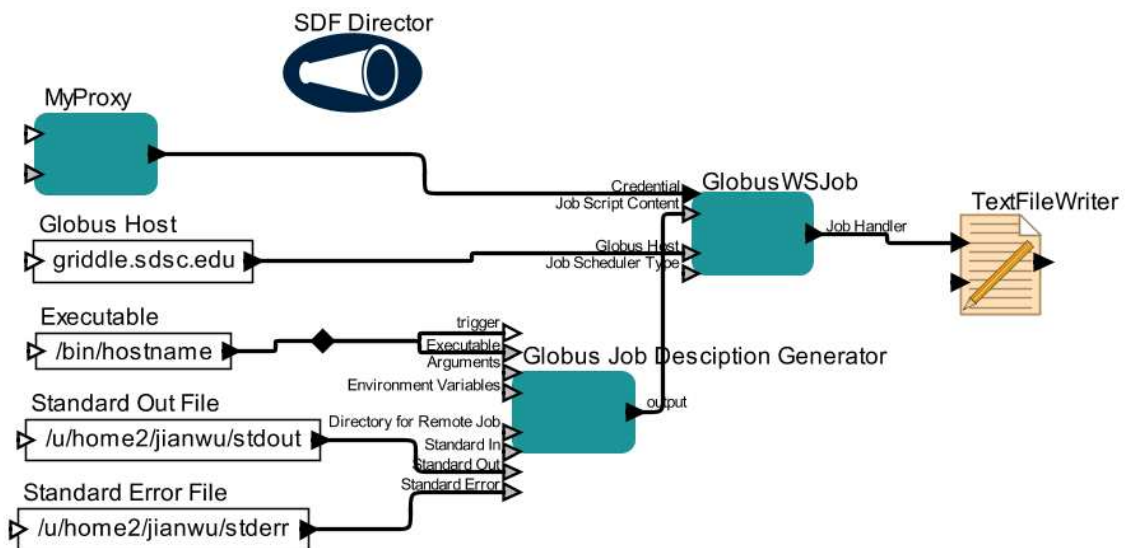 SDF Director
MyProxy
Credential
GlobusWSJob
Job Script Content
TextFileWriter
Globus Host
Job Handler
griddle.sdsc.edu
Globus Host
Job Scheduler Type
Executable
/bin/hostname
trigger
Executable
Globus Job Desciption Generator
Arguments
Environment Variables
output
Standard Out File
Directory for Remote Job
/u/home2/jianwu/stdout
Standard In
Standard Out
Standard Error
Standard Error File
/u/home2/jianwu/stderr